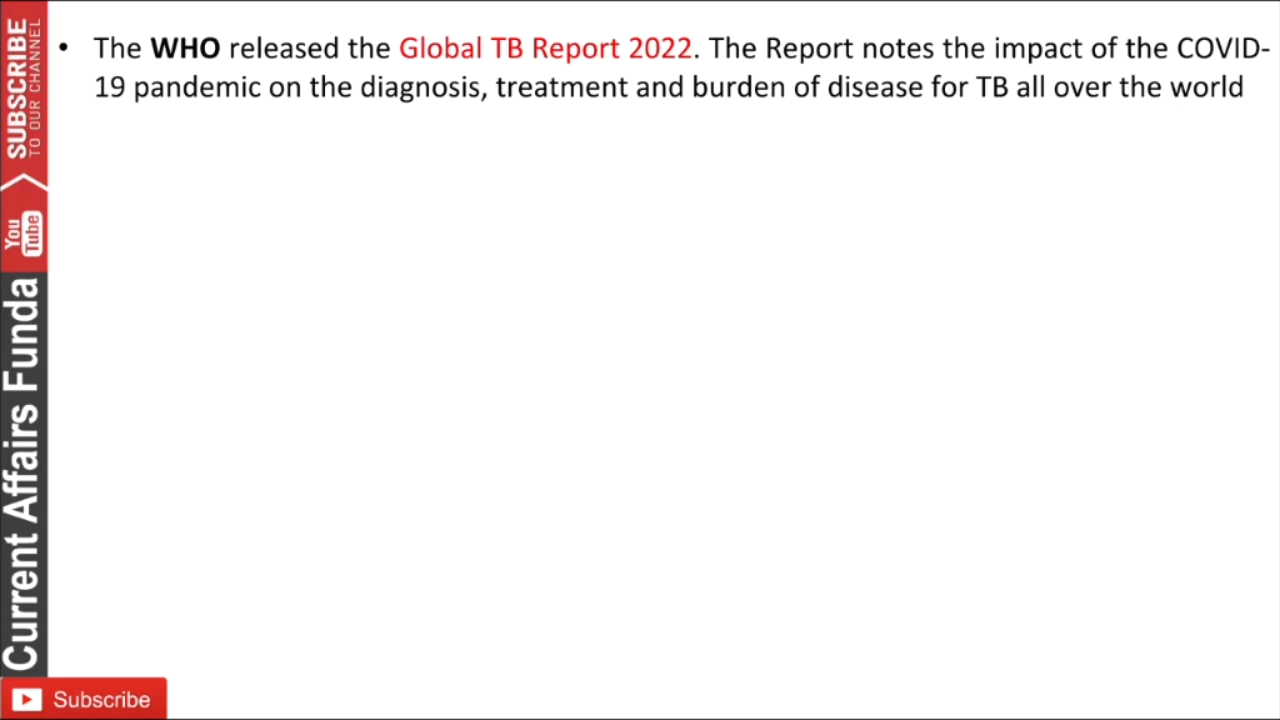 • The WHO released the Global TB Report 2022. The Report notes the impact of the COVID-
19 pandemic on the diagnosis, treatment and burden of disease for TB all over the world
SUBSCRIBE
TO OUR CHANNEL
You
Tube
Current Affairs Funda
Subscribe